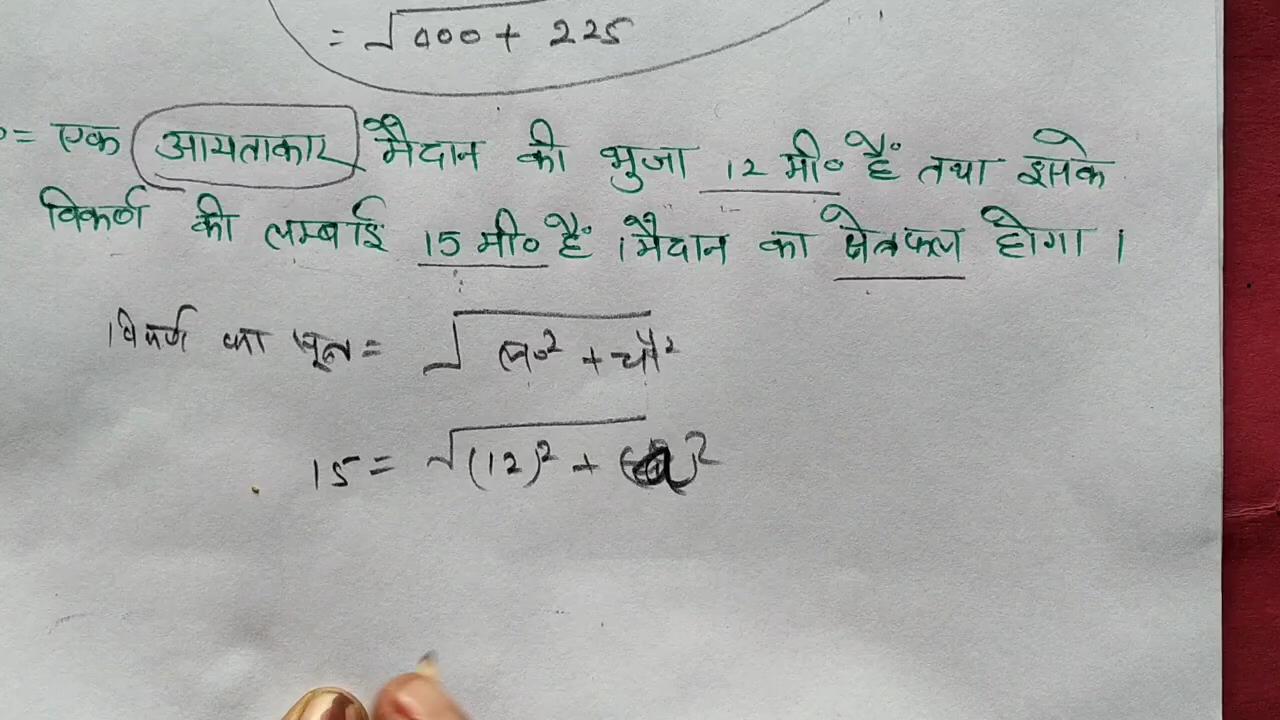 = √400 + 225
= एक आयताकार मैदान की भुजा 12 मी० हैं तथा इसके
विकर्ण की लम्बाई 15 मी० हैं । मैदान का क्षेत्रफल होगा ।
विकर्ण का सूत्र = √ल०² + चौ²
15 = √(12)² + ( )²